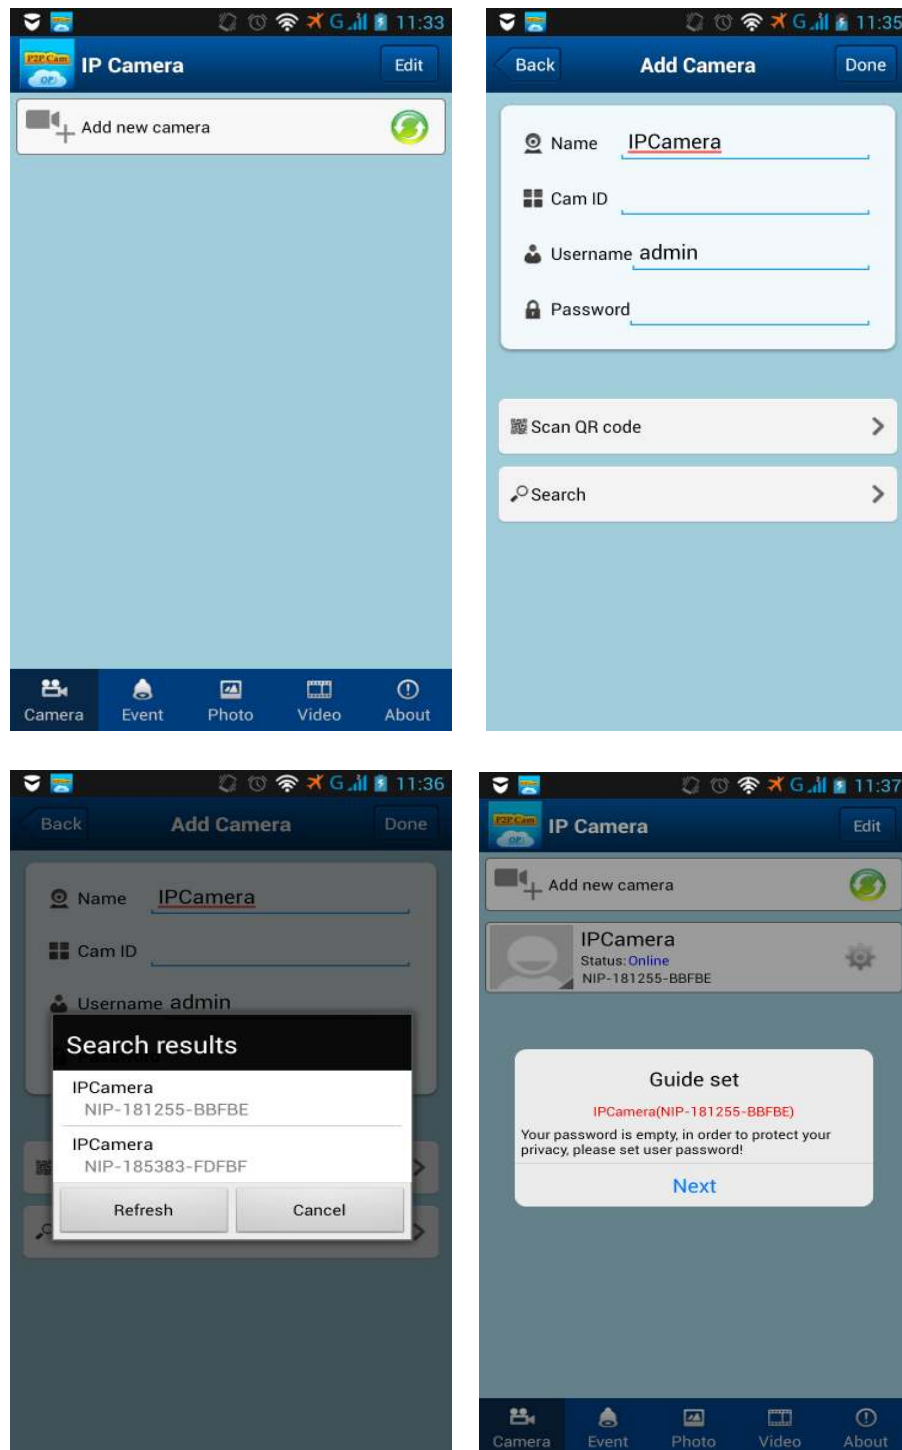 11:33
P2P Cam
OP
IP Camera
Edit
Add new camera
Camera
Event
Photo
Video
About
11:35
Back
Add Camera
Done
Name
IPCamera
Cam ID
Username
admin
Password
Scan QR code
Search
11:36
Back
Add Camera
Done
Name
IPCamera
Cam ID
Username
admin
Search results
IPCamera
NIP-181255-BBFBE
IPCamera
NIP-185383-FDFBF
Refresh
Cancel
G
11:37
P2P Cam
IP Camera
Edit
Add new camera
IPCamera
Status:Online
NIP-181255-BBFBE
Guide set
IPCamera(NIP-181255-BBFBE)
Your password is empty, in order to protect your
privacy, please set user password!
Next
Camera
Event
Photo
Video
About